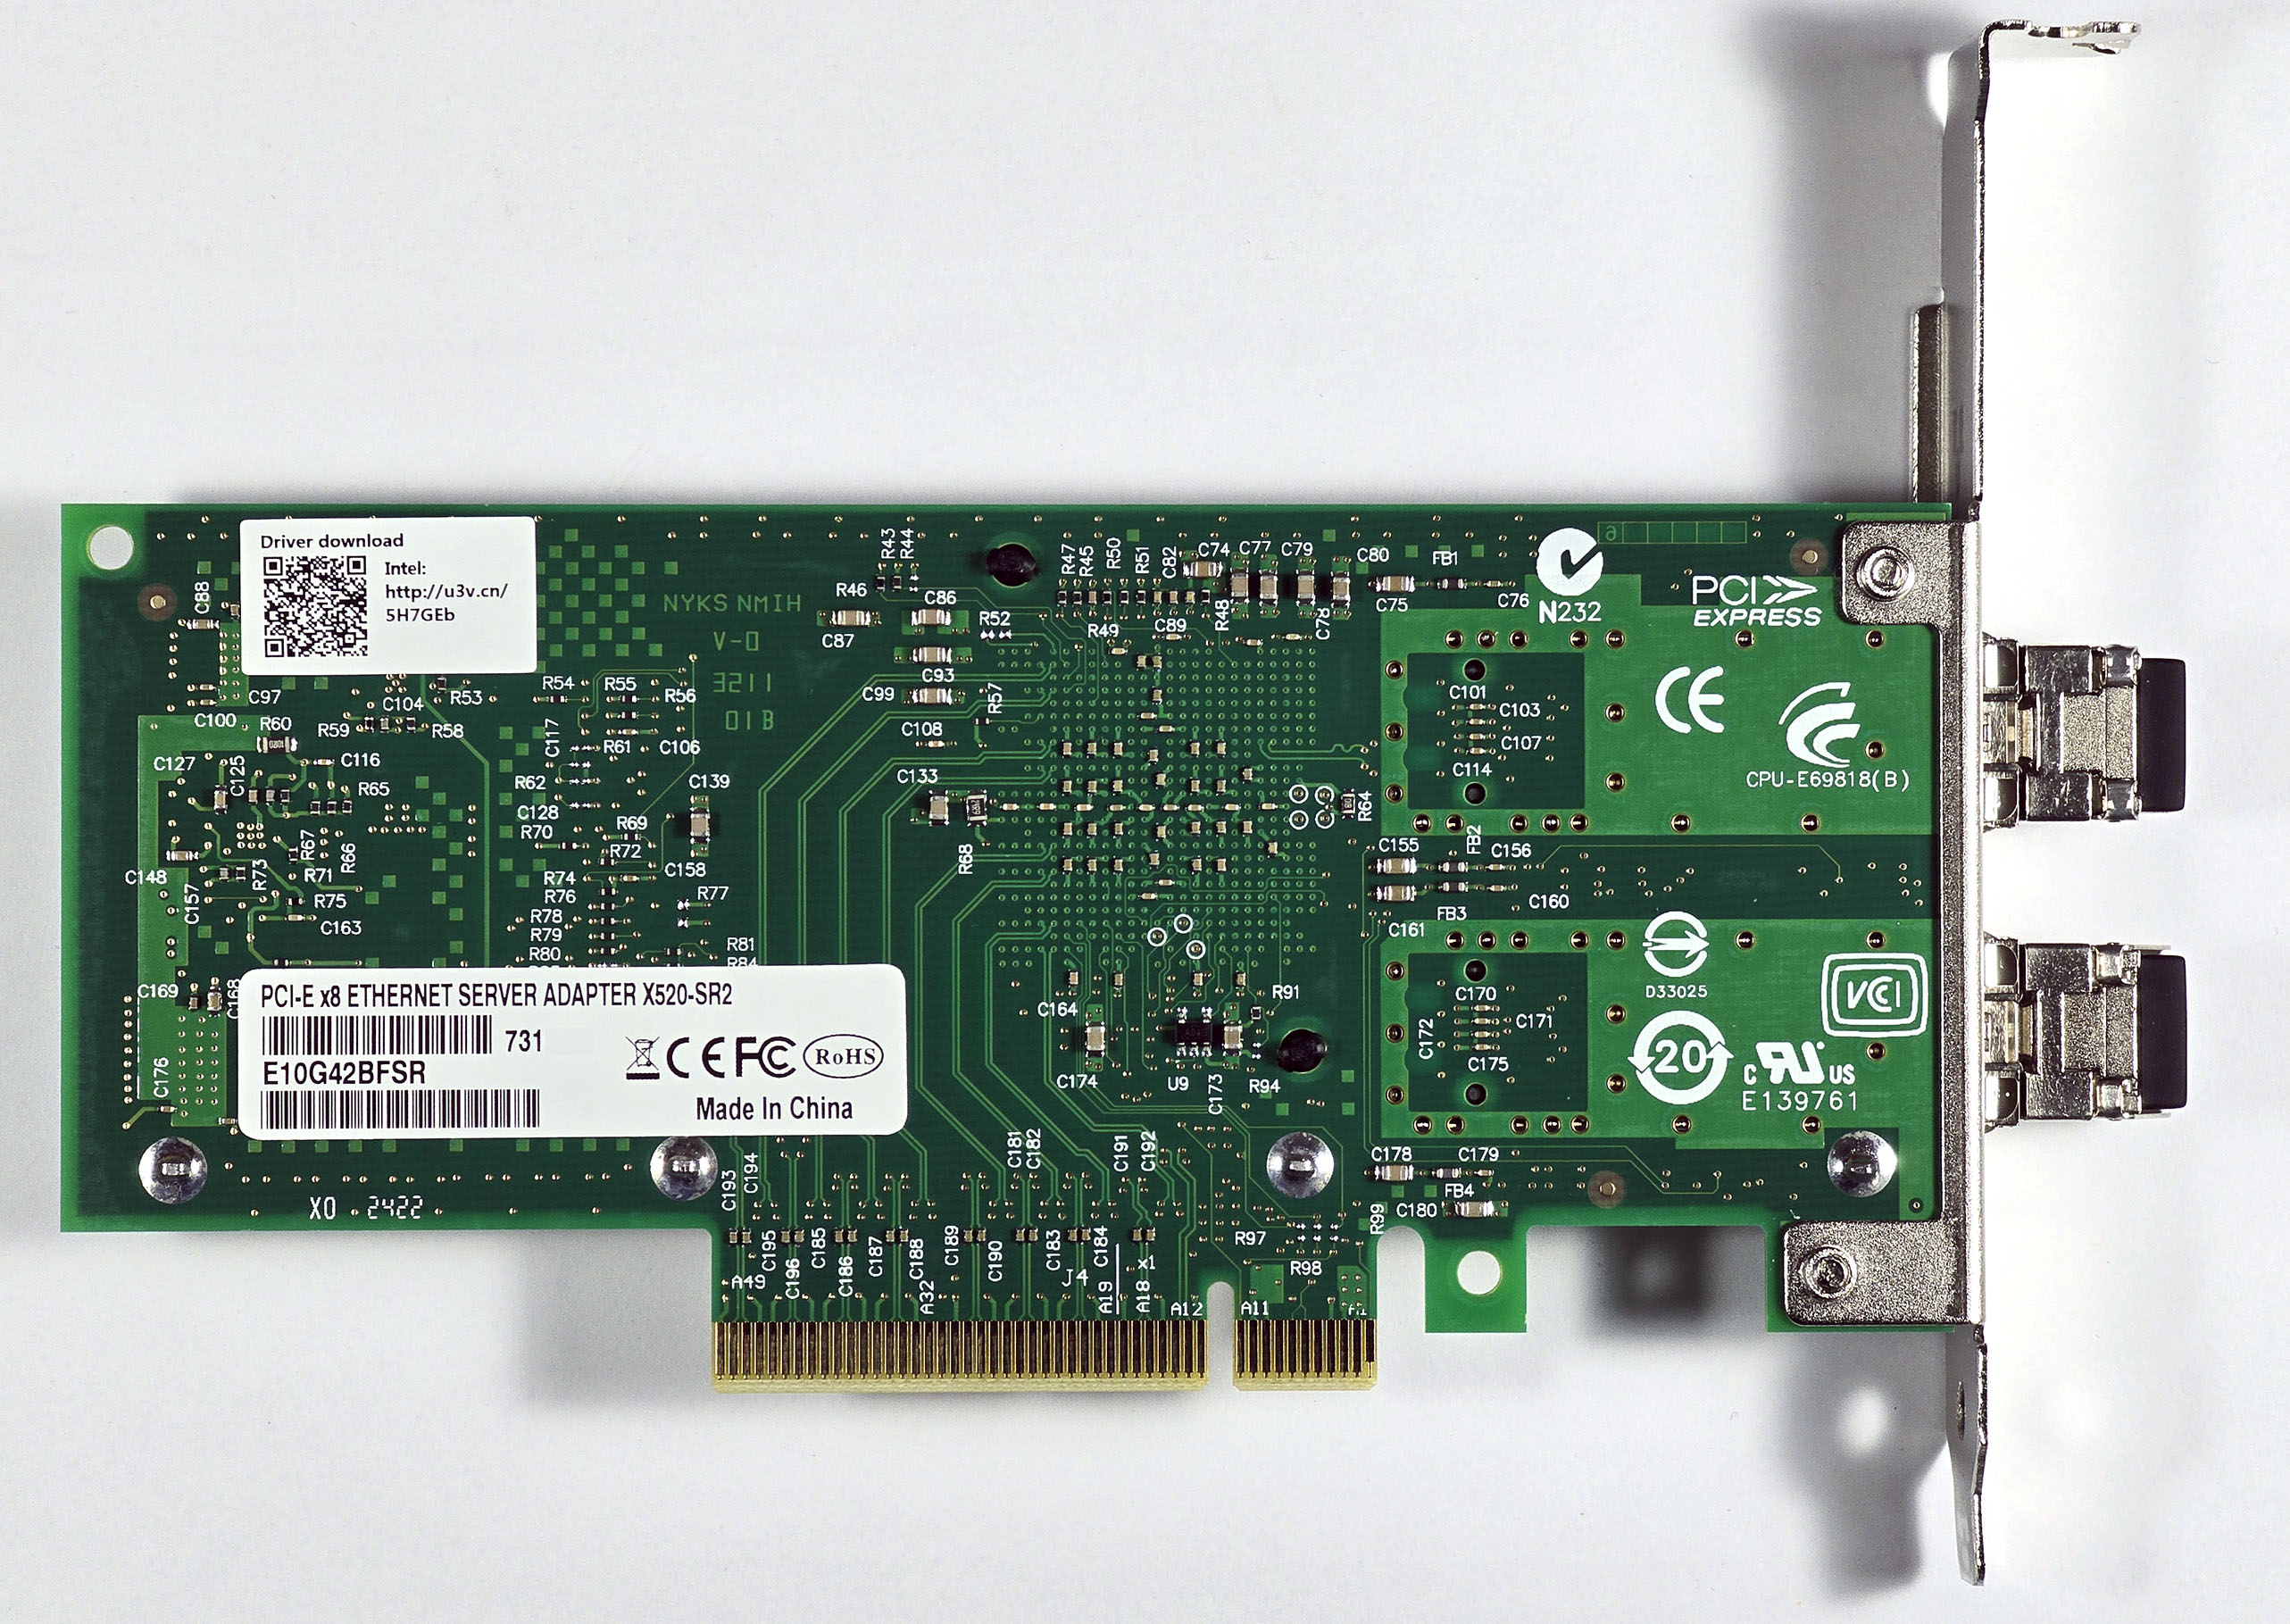 Driver download
Intel:
http://u3v.cn/
5H7GEb
NYKS NMIH
V-0
3211
01B
R43
R44
R46
C86
C87
R52
C93
C99
R57
C108
R47
R45
R50
R51
C82
C74
C77
C79
C80
FB1
R48
C78
C75
C76
R49
C89
N232
PCI
EXPRESS
C88
C97
C100
R60
R59
C104
R58
R53
R54
R55
R56
C117
R61
C106
C127
C125
C116
R65
R62
C128
R70
R69
R72
C139
C158
R67
R66
R71
R73
R75
C163
C148
C157
R74
R76
R77
R78
R79
R80
R81
R84
C133
R68
R64
C101
C103
C107
C114
CE
CPU-E69818(B)
C155
FB2
C156
FB3
C160
C161
C169
C168
C176
PCI-E x8 ETHERNET SERVER ADAPTER X520-SR2
731
E10G42BFSR
CE FC RoHS
Made In China
C164
C174
U9
C173
R91
R94
C170
C171
C172
C175
D33025
20
VCI
C UR US
E139761
X0 2422
C193
C194
C181
C182
C191
C192
C178
C179
FB4
C180
R99
R97
R98
C195
C196
C185
C186
C187
C188
C189
C190
C183
C184
x1
J4
A49
A32
A19
A18
A12
A11
A1